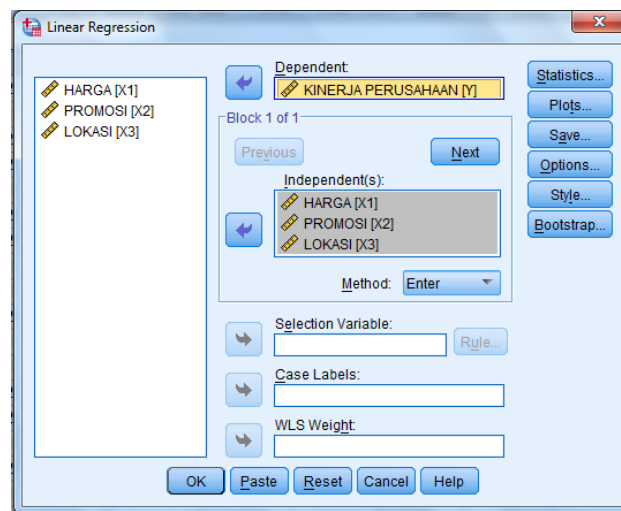 Linear Regression
HARGA [X1]
PROMOSI [X2]
LOKASI [X3]
Dependent:
KINERJA PERUSAHAAN [Y]
Block 1 of 1
Previous
Next
Independent(s):
HARGA [X1]
PROMOSI [X2]
LOKASI [X3]
Method: Enter
Selection Variable:
Rule...
Case Labels:
WLS Weight:
Statistics...
Plots...
Save...
Options...
Style...
Bootstrap...
OK Paste Reset Cancel Help